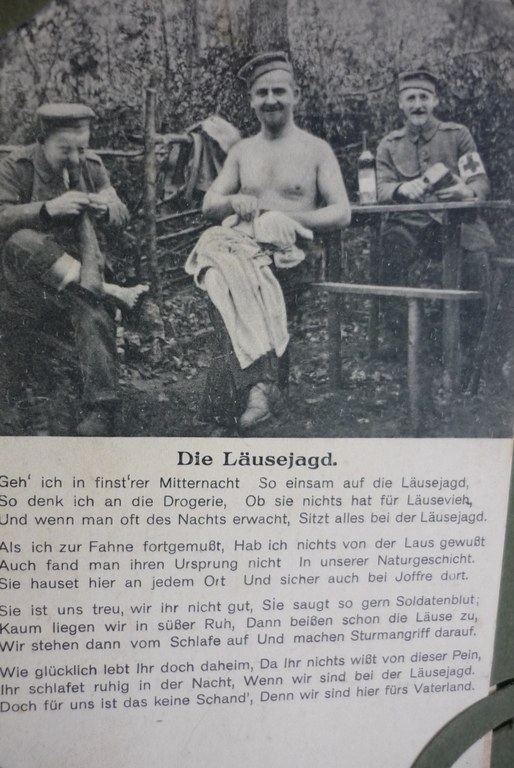 Die Läusejagd.
Geh' ich in finst'rer Mitternacht So einsam auf die Läusejagd,
So denk ich an die Drogerie, Ob sie nichts hat für Läusevieh,
Und wenn man oft des Nachts erwacht, Sitzt alles bei der Läusejagd.
Als ich zur Fahne fortgemußt, Hab ich nichts von der Laus gewußt
Auch fand man ihren Ursprung nicht In unserer Naturgeschicht.
Sie hauset hier an jedem Ort Und sicher auch bei Joffre dort.
Sie ist uns treu, wir ihr nicht gut, Sie saugt so gern Soldatenblut;
Kaum liegen wir in süßer Ruh, Dann beißen schon die Läuse zu,
Wir stehen dann vom Schlafe auf Und machen Sturmangriff darauf.
Wie glücklich lebt Ihr doch daheim, Da Ihr nichts wißt von dieser Pein,
Ihr schlafet ruhig in der Nacht, Wenn wir sind bei der Läusejagd.
Doch für uns ist das keine Schand', Denn wir sind hier fürs Vaterland.